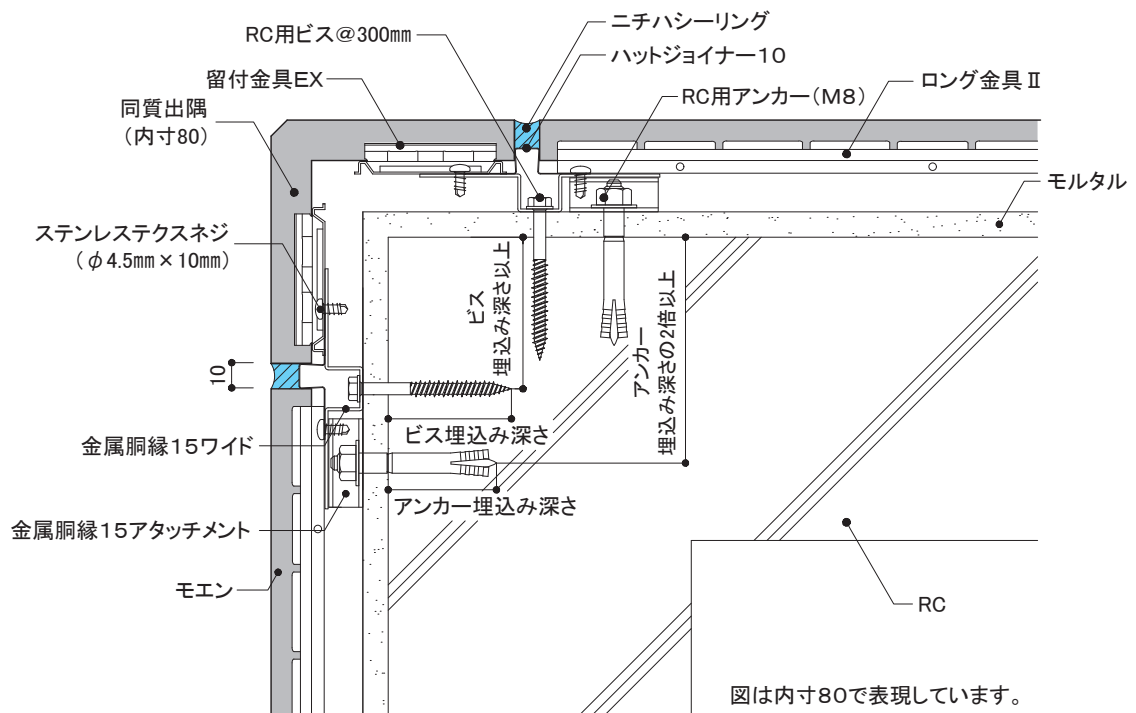 ニチハシーリング
RC用ビス＠300㎜
ハットジョイナー10
留付金具EX
RC用アンカー（M8）
ロング金具Ⅱ
同質出隅
（内寸80）
モルタル
ステンレステクスネジ
（φ4.5㎜×10㎜）
ビス
埋込み深さ以上
アンカー
埋込み深さの2倍以上
10
ビス埋込み深さ
金属胴縁15ワイド
アンカー埋込み深さ
金属胴縁15アタッチメント
モエン
RC
図は内寸80で表現しています。